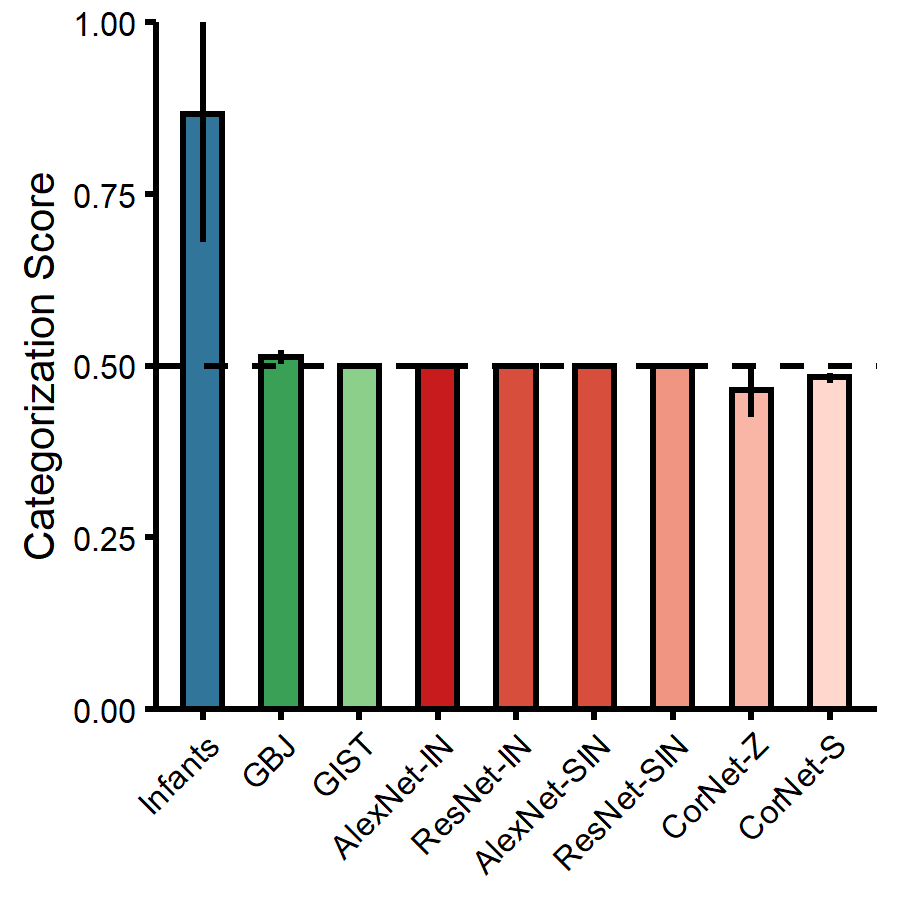 Categorization Score
1.00
0.75
0.50
0.25
0.00
Infants
GBJ
GIST
AlexNet-IN
ResNet-IN
AlexNet-SIN
ResNet-SIN
CorNet-Z
CorNet-S